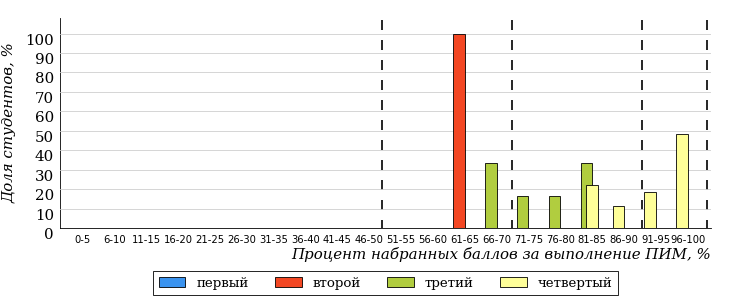 Доля студентов, %
100
90
80
70
60
50
40
30
20
10
0
0-5 6-10 11-15 16-20 21-25 26-30 31-35 36-40 41-45 46-50 51-55 56-60 61-65 66-70 71-75 76-80 81-85 86-90 91-95 96-100
Процент набранных баллов за выполнение ПИМ, %
первый второй третий четвертый